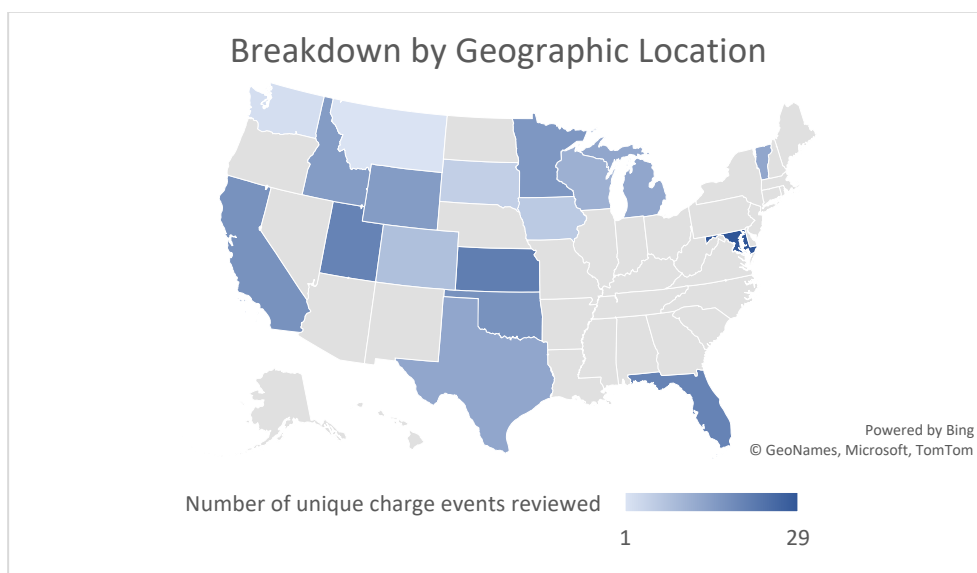 Breakdown by Geographic Location
Powered by Bing
© GeoNames, Microsoft, TomTom
Number of unique charge events reviewed
1 29